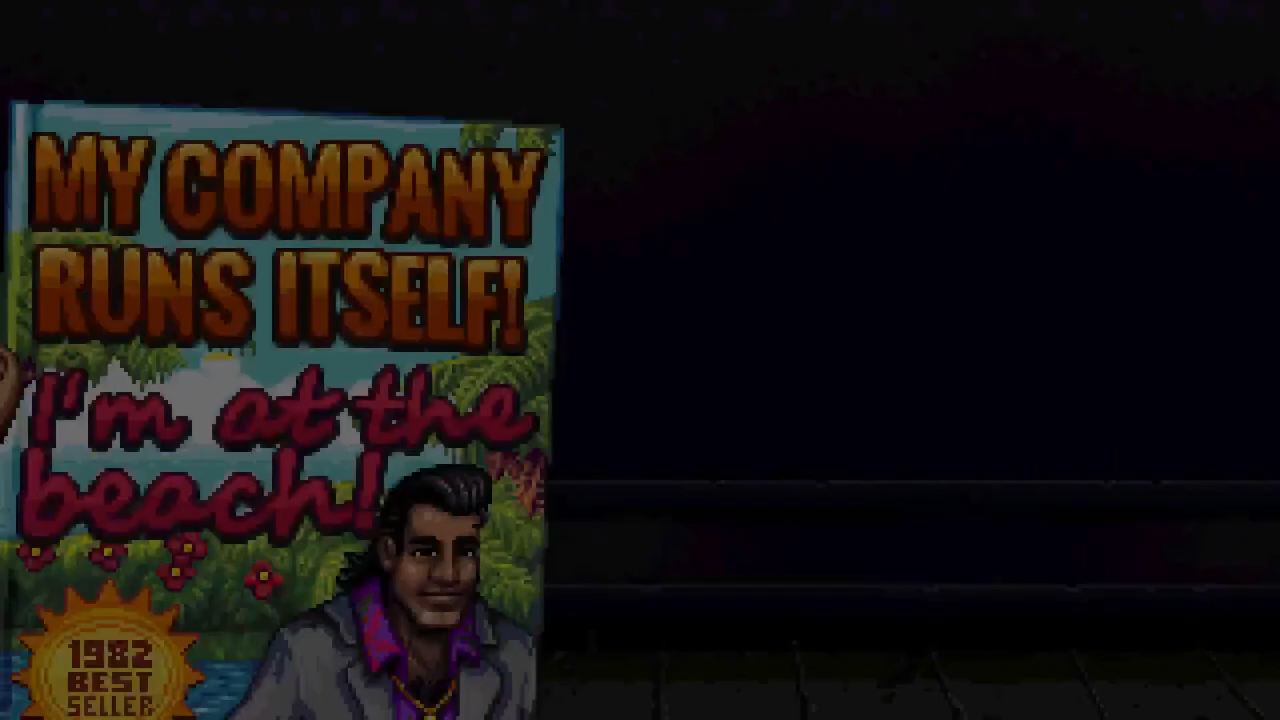 MY COMPANY
RUNS ITSELF!
I'm at the
beach!
1982
BEST
SELLER